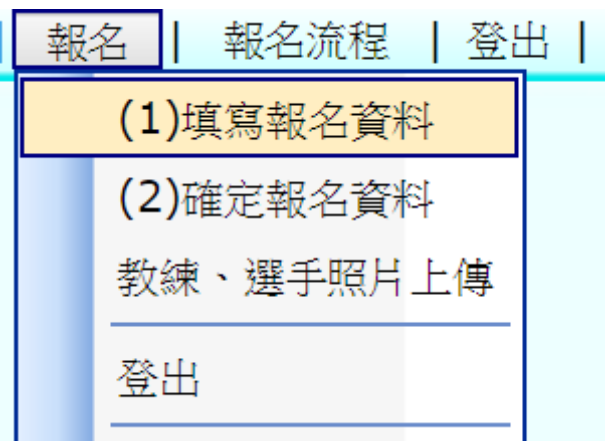 報名 | 報名流程 | 登出 |
(1)填寫報名資料
(2)確定報名資料
教練、選手照片上傳
登出